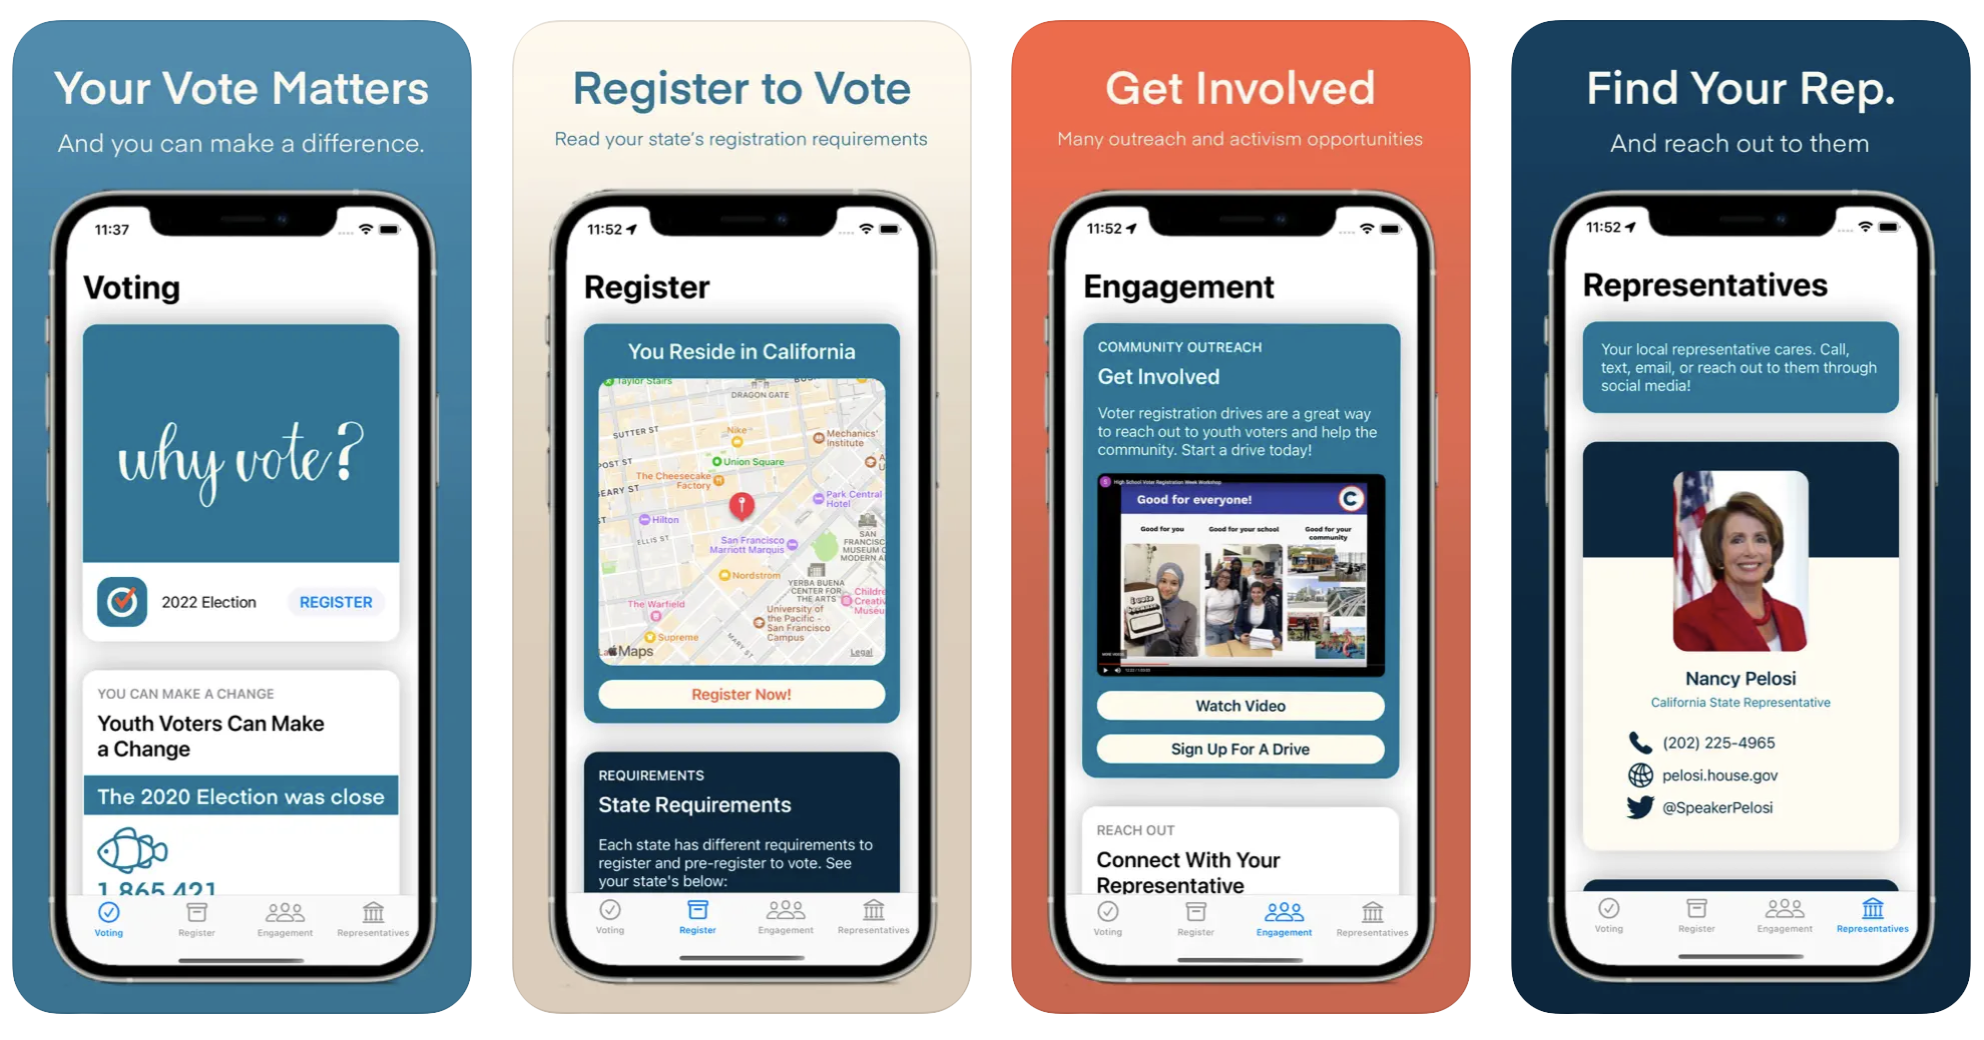 Your Vote Matters
And you can make a difference.
11:37
Voting
why vote?
2022 Election
REGISTER
YOU CAN MAKE A CHANGE
Youth Voters Can Make
a Change
The 2020 Election was close
1,865,421
Voting
Register
Engagement
Representatives
Register to Vote
Read your state's registration requirements
11:52
Register
You Reside in California
Taylor Stairs
DRAGON GATE
SUTTER ST
Nike
Mechanics'
Institute
POST ST
Union Square
The Cheesecake
Factory
GEARY ST
Park Central
Hotel
Hilton
ELLIS ST
San Francisco
Marriott Marquis
SAN
FRANCISC
MUSEUM O
MODERN A
Nordstrom
YERBA BUENA
CENTER FOR
THE ARTS
Childre
Creativ
Museu
The Warfield
University of
the Pacific -
San Francisco
Campus
Supreme
MARY ST
Maps
Legal
Register Now!
REQUIREMENTS
State Requirements
Each state has different requirements to
register and pre-register to vote. See
your state's below:
Voting
Register
Engagement
Representatives
Get Involved
Many outreach and activism opportunities
11:52
Engagement
COMMUNITY OUTREACH
Get Involved
Voter registration drives are a great way
to reach out to youth voters and help the
community. Start a drive today!
High School Voter Registration Week Workshop
Good for everyone!
Good for you
Good for your school
Good for your
community
Watch Video
Sign Up For A Drive
REACH OUT
Connect With Your
Representative
Voting
Register
Engagement
Representatives
Find Your Rep.
And reach out to them
11:52
Representatives
Your local representative cares. Call,
text, email, or reach out to them through
social media!
Nancy Pelosi
California State Representative
(202) 225-4965
pelosi.house.gov
@SpeakerPelosi
Voting
Register
Engagement
Representatives